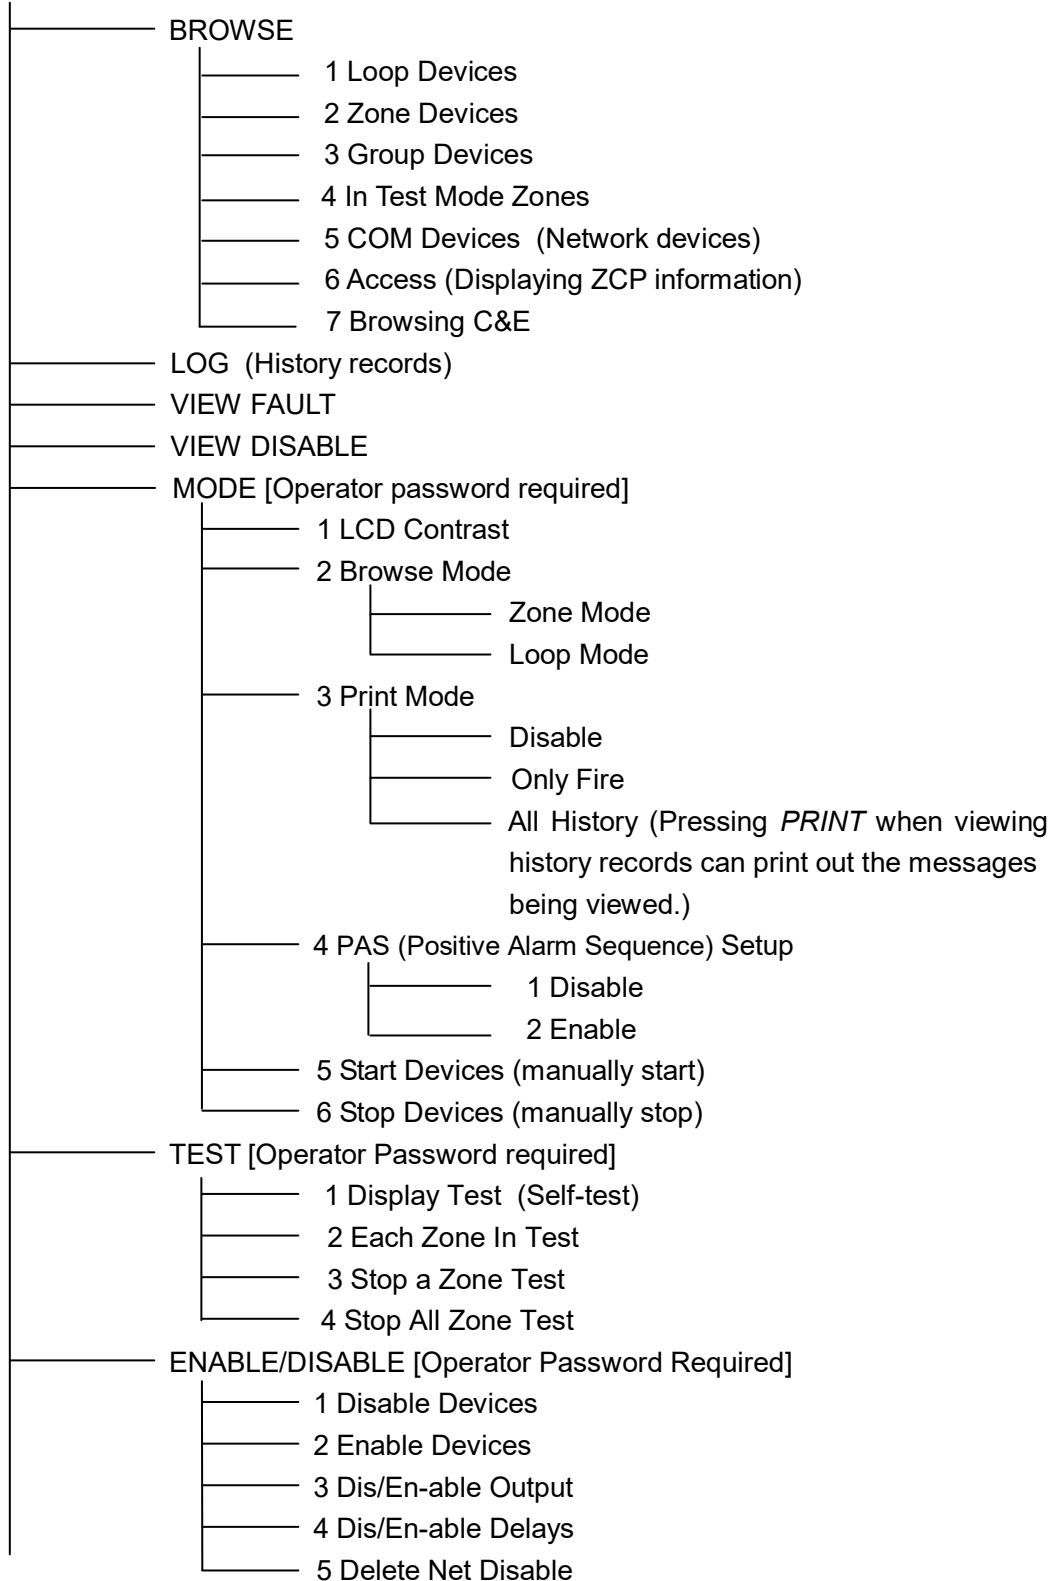 BROWSE
1 Loop Devices
2 Zone Devices
3 Group Devices
4 In Test Mode Zones
5 COM Devices (Network devices)
6 Access (Displaying ZCP information)
7 Browsing C&E
LOG (History records)
VIEW FAULT
VIEW DISABLE
MODE [Operator password required]
1 LCD Contrast
2 Browse Mode
Zone Mode
Loop Mode
3 Print Mode
Disable
Only Fire
All History (Pressing PRINT when viewing
history records can print out the messages
being viewed.)
4 PAS (Positive Alarm Sequence) Setup
1 Disable
2 Enable
5 Start Devices (manually start)
6 Stop Devices (manually stop)
TEST [Operator Password required]
1 Display Test (Self-test)
2 Each Zone In Test
3 Stop a Zone Test
4 Stop All Zone Test
ENABLE/DISABLE [Operator Password Required]
1 Disable Devices
2 Enable Devices
3 Dis/En-able Output
4 Dis/En-able Delays
5 Delete Net Disable